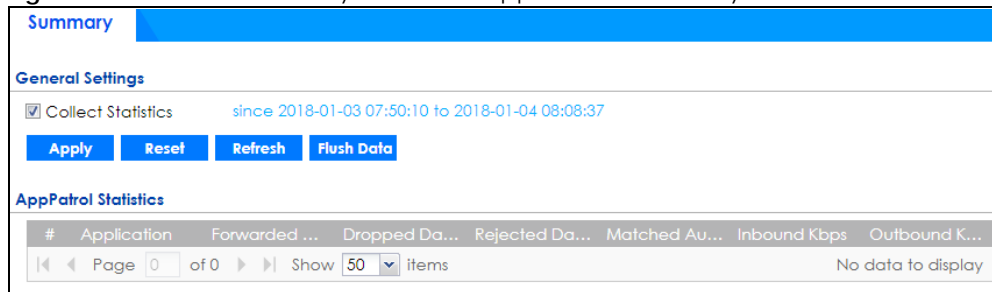 Summary
General Settings
Collect Statistics since 2018-01-03 07:50:10 to 2018-01-04 08:08:37
Apply Reset Refresh Flush Data
AppPatrol Statistics
# Application Forwarded ... Dropped Da... Rejected Da... Matched Au... Inbound Kbps Outbound K...
Page 0 of 0 Show 50 items No data to display